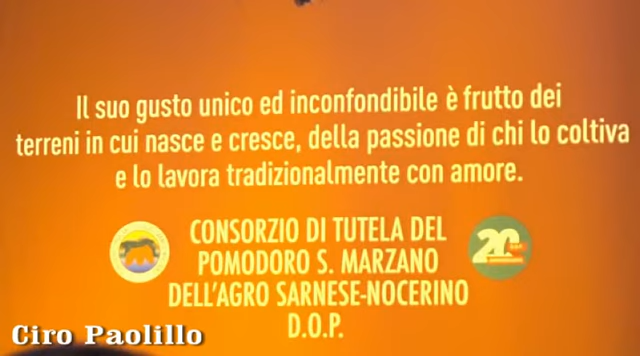 Il suo gusto unico ed inconfondibile è frutto dei
terreni in cui nasce e cresce, della passione di chi lo coltiva
e lo lavora tradizionalmente con amore.
CONSORZIO DI TUTELA DEL
POMODORO S. MARZANO
DELL'AGRO SARNESE-NOCERINO
D.O.P.
20
Ciro Paolillo